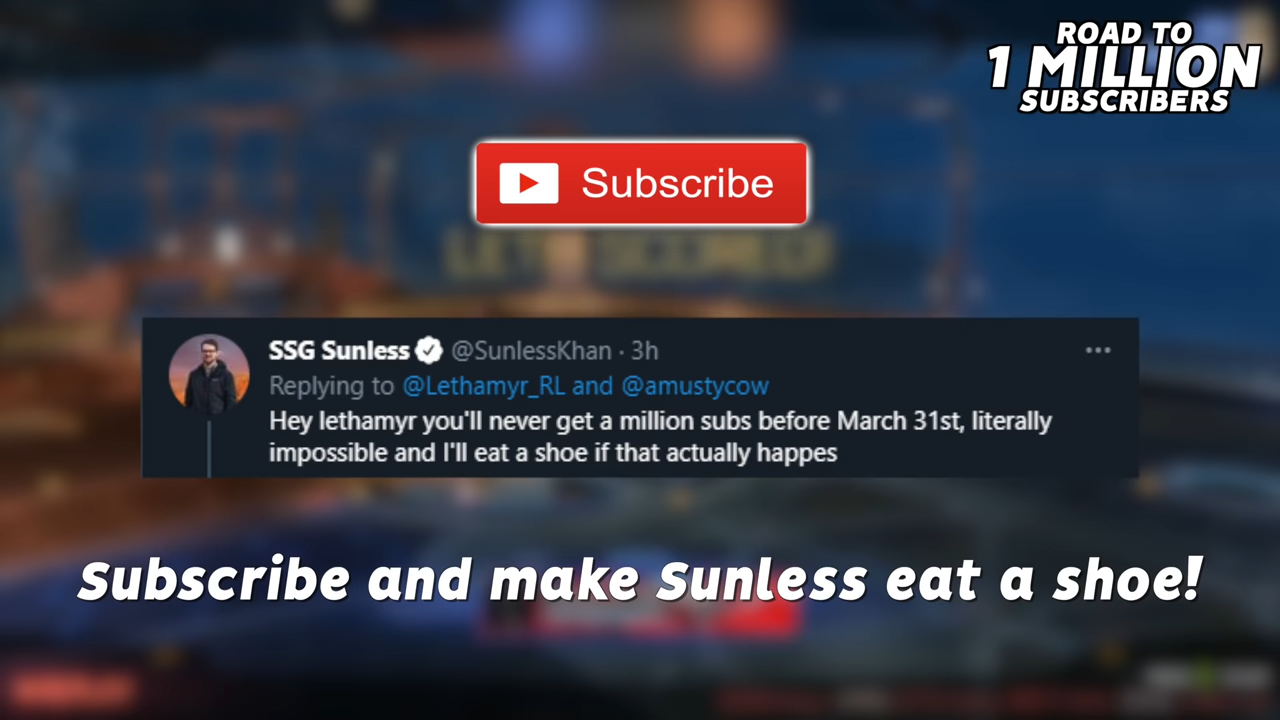 ROAD TO
1 MILLION
SUBSCRIBERS
Subscribe
SSG Sunless @SunlessKhan · 3h
Replying to @Lethamyr_RL and @amustycow
Hey lethamyr you'll never get a million subs before March 31st, literally
impossible and I'll eat a shoe if that actually happes
Subscribe and make Sunless eat a shoe!